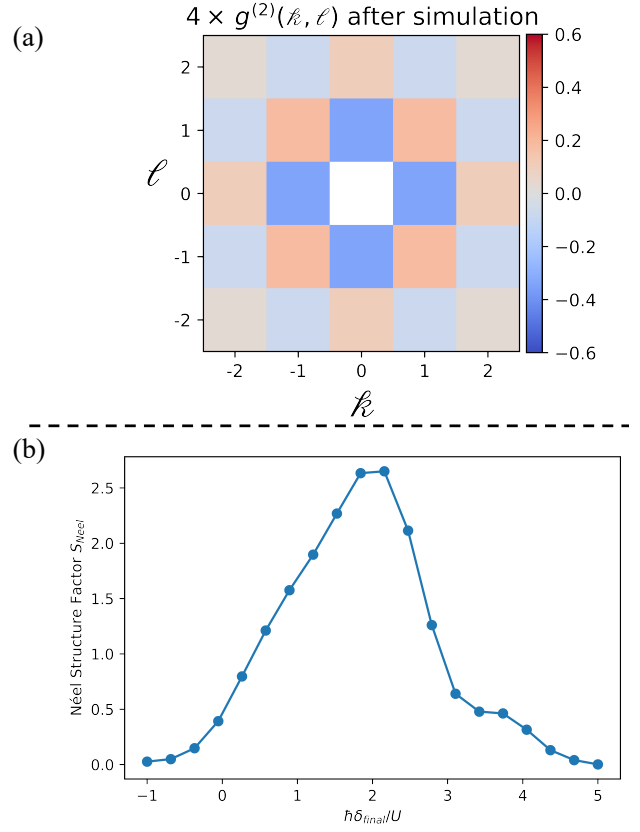 (a)
4 × g⁽²⁾(𝓀, ℓ) after simulation
2
1
0
-1
-2
ℓ
-2 -1 0 1 2
𝓀
0.6
0.4
0.2
0.0
−0.2
−0.4
−0.6
(b)
Néel Structure Factor S_Neel
2.5
2.0
1.5
1.0
0.5
0.0
−1 0 1 2 3 4 5
ħδ_final/U